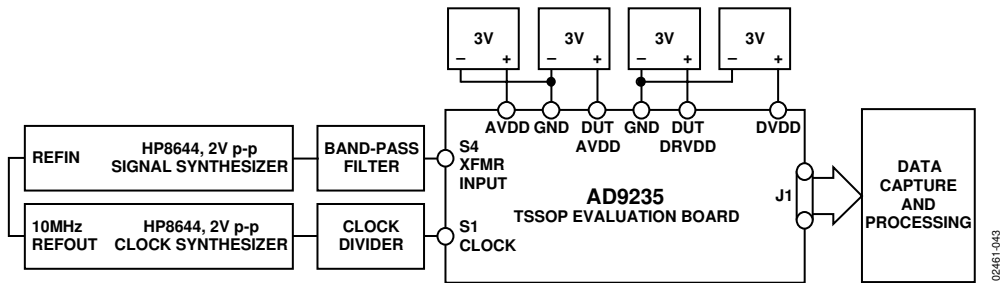 3V
3V
3V
3V
– +
– +
– +
– +
AVDD GND DUT AVDD GND DUT DRVDD DVDD
REFIN
HP8644, 2V p-p
SIGNAL SYNTHESIZER
BAND-PASS
FILTER
S4
XFMR
INPUT
10MHz
REFOUT
HP8644, 2V p-p
CLOCK SYNTHESIZER
CLOCK
DIVIDER
S1
CLOCK
AD9235
TSSOP EVALUATION BOARD
J1
DATA
CAPTURE
AND
PROCESSING
02461-043